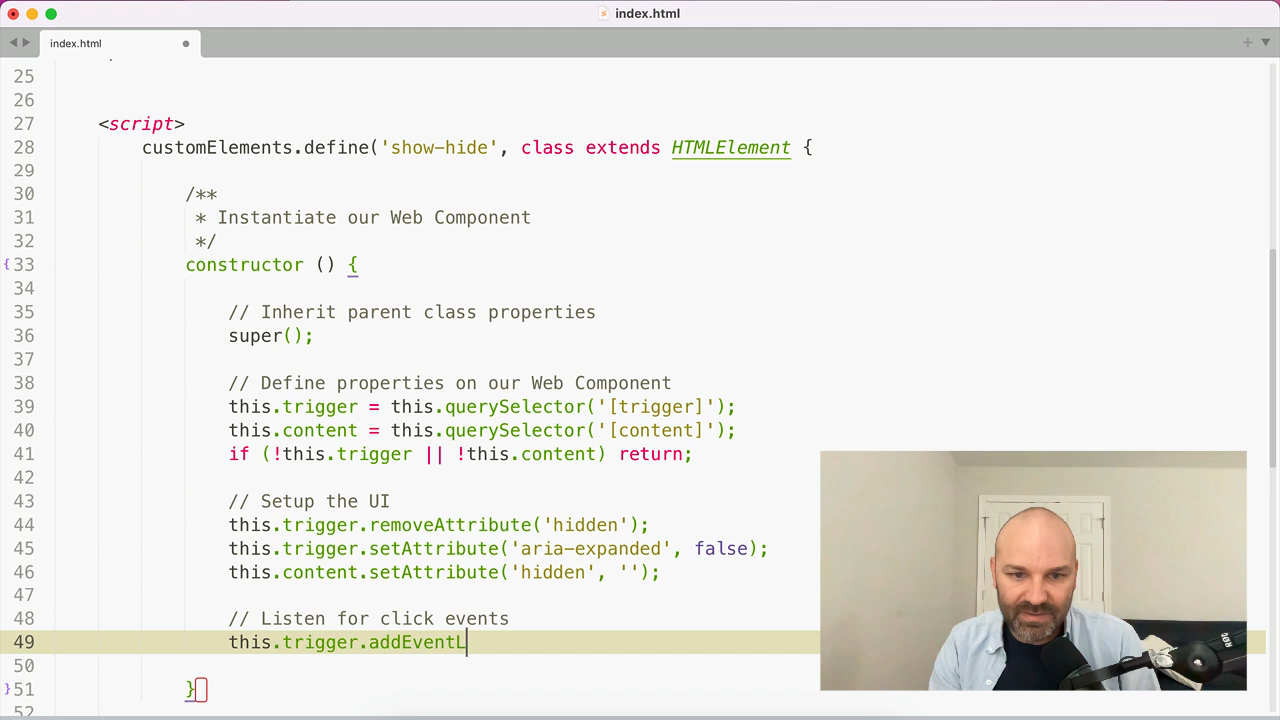 index.html
index.html
25
26
27 <script>
28 customElements.define('show-hide', class extends HTMLElement {
29
30 /**
31 * Instantiate our Web Component
32 */
33 constructor () {
34
35 // Inherit parent class properties
36 super();
37
38 // Define properties on our Web Component
39 this.trigger = this.querySelector('[trigger]');
40 this.content = this.querySelector('[content]');
41 if (!this.trigger || !this.content) return;
42
43 // Setup the UI
44 this.trigger.removeAttribute('hidden');
45 this.trigger.setAttribute('aria-expanded', false);
46 this.content.setAttribute('hidden', '');
47
48 // Listen for click events
49 this.trigger.addEventL
50
51 }
52